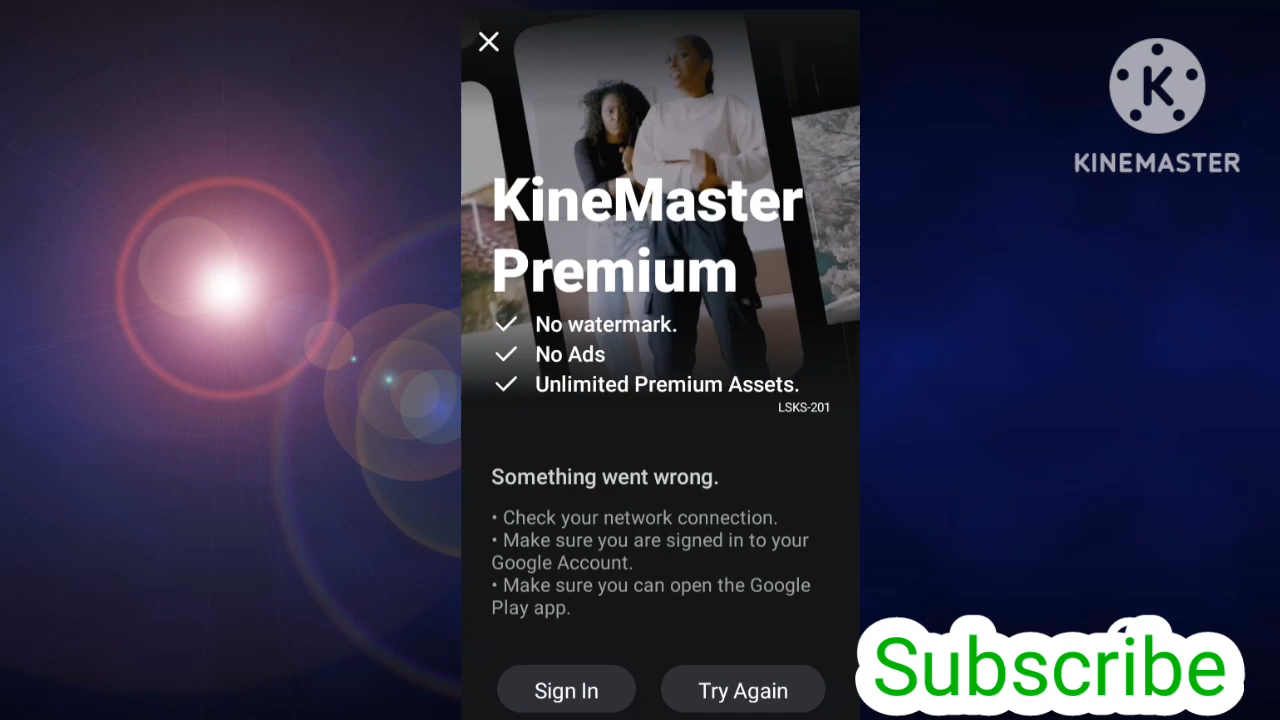 K
KINEMASTER
KineMaster
Premium
No watermark.
No Ads
Unlimited Premium Assets.
LSKS-201
Something went wrong.
• Check your network connection.
• Make sure you are signed in to your
Google Account.
• Make sure you can open the Google
Play app.
Sign In
Try Again
Subscribe